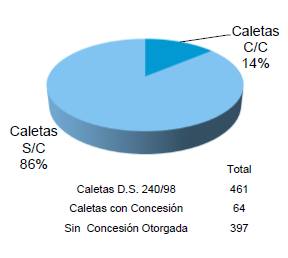 Caletas
C/C
14%
Caletas
S/C
86%
Total
Caletas D.S. 240/98 461
Caletas con Concesión 64
Sin Concesión Otorgada 397